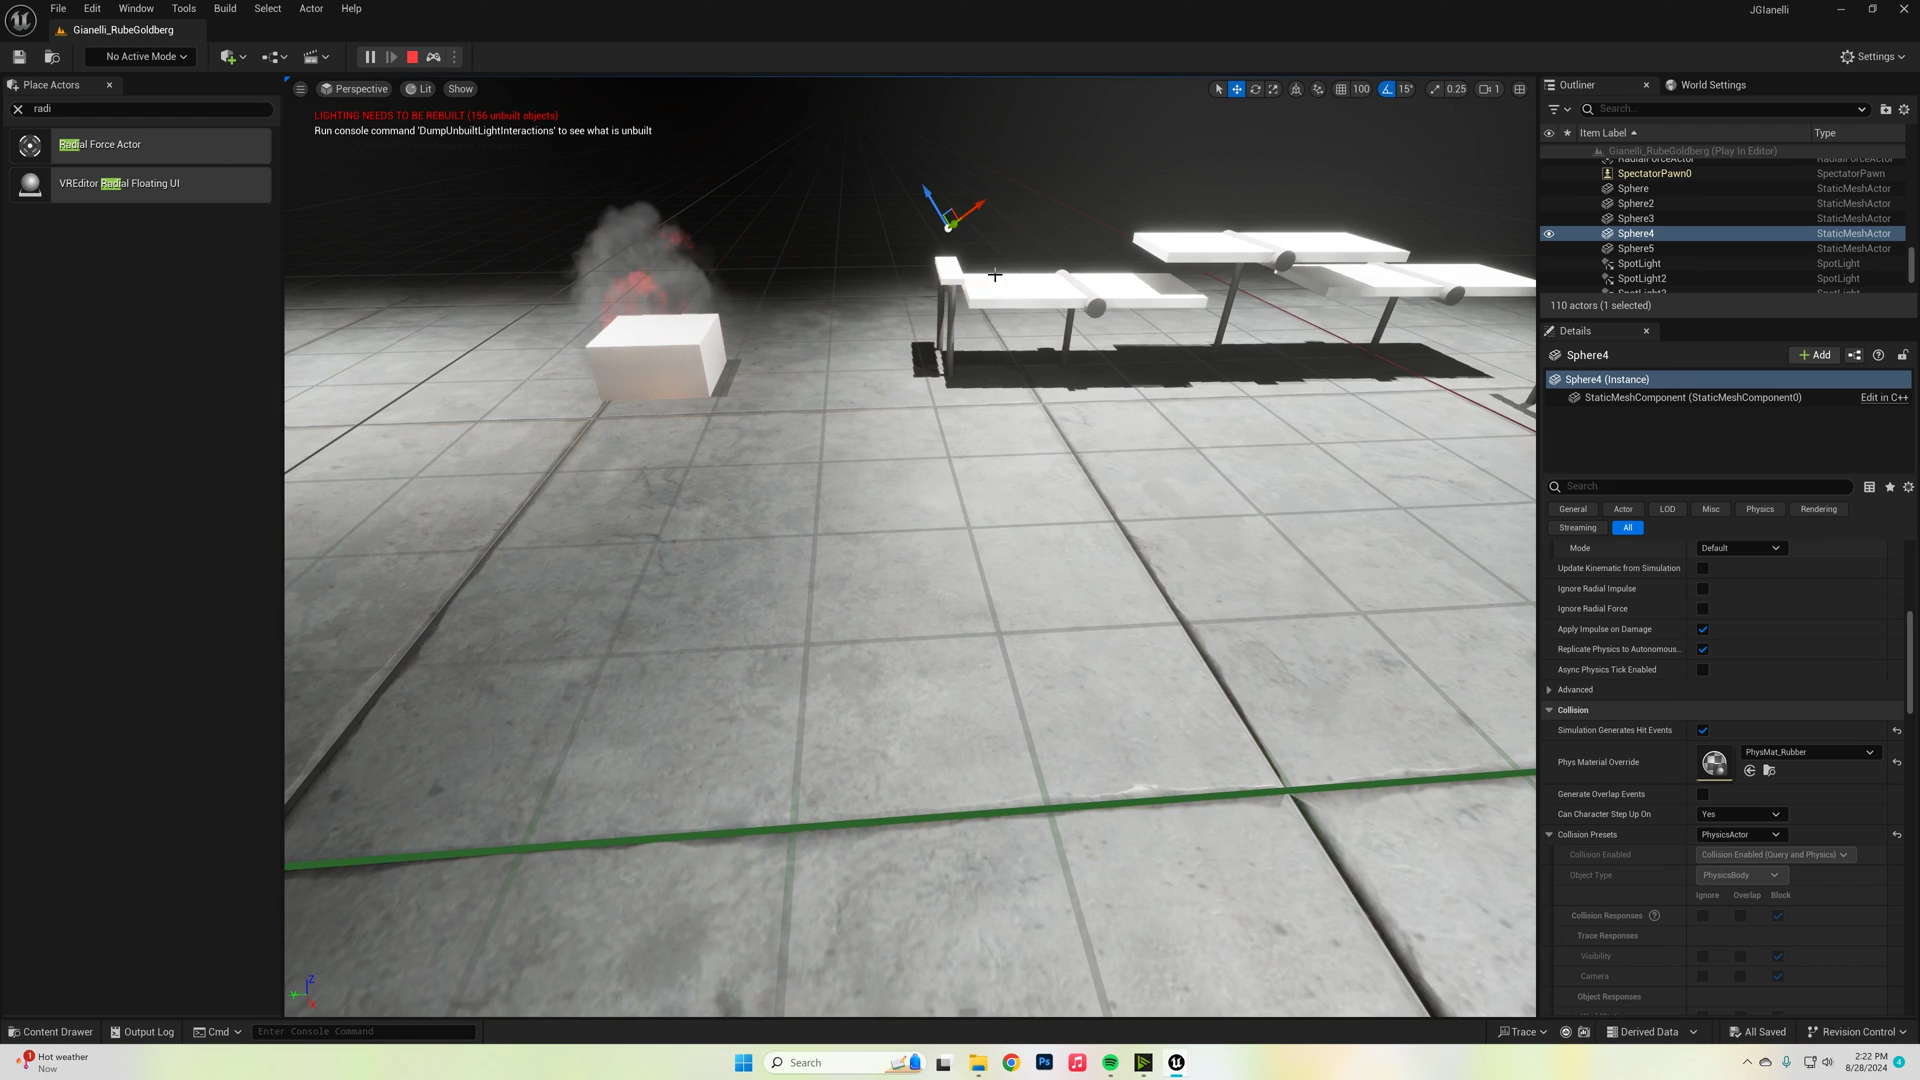 File Edit Window Tools Build Select Actor Help
JGIanelli
Gianelli_RubeGoldberg
No Active Mode
Settings
Place Actors
radi
Radial Force Actor
VREditor Radial Floating UI
Perspective Lit Show
100 15° 0.25 1
LIGHTING NEEDS TO BE REBUILT (156 unbuilt objects)
Run console command 'DumpUnbuiltLightInteractions' to see what is unbuilt
Outliner World Settings
Search...
Item Label Type
Gianelli_RubeGoldberg (Play In Editor)
RadialForceActor RadialForceActor
SpectatorPawn0 SpectatorPawn
Sphere StaticMeshActor
Sphere2 StaticMeshActor
Sphere3 StaticMeshActor
Sphere4 StaticMeshActor
Sphere5 StaticMeshActor
SpotLight SpotLight
SpotLight2 SpotLight
110 actors (1 selected)
Details
Sphere4
Add
Sphere4 (Instance)
StaticMeshComponent (StaticMeshComponent0) Edit in C++
Search
General Actor LOD Misc Physics Rendering
Streaming All
Mode Default
Update Kinematic from Simulation
Ignore Radial Impulse
Ignore Radial Force
Apply Impulse on Damage
Replicate Physics to Autonomous...
Async Physics Tick Enabled
Advanced
Collision
Simulation Generates Hit Events
Phys Material Override PhysMat_Rubber
Generate Overlap Events
Can Character Step Up On Yes
Collision Presets PhysicsActor
Collision Enabled Collision Enabled (Query and Physics)
Object Type PhysicsBody
Ignore Overlap Block
Collision Responses
Trace Responses
Visibility
Camera
Object Responses
Z
Y
X
Content Drawer Output Log Cmd Enter Console Command
Trace Derived Data All Saved Revision Control
1
Hot weather
Now
Search
Ps
2:22 PM
8/28/2024
4